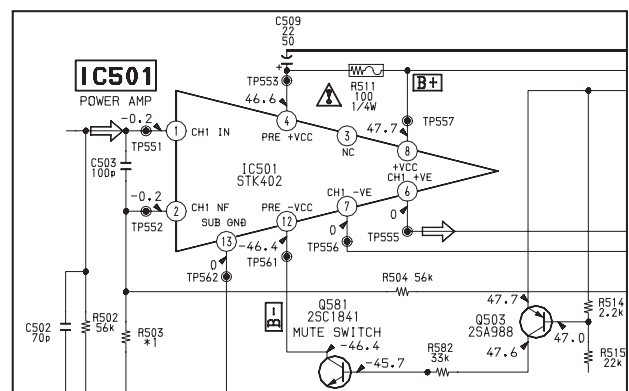 C509
22
50
+
IC501
POWER AMP
TP553
R511
100
1/4W
B+
46.6
-0.2
TP551
1
CH1 IN
4
PRE +VCC
3
NC
47.7
TP557
8
+VCC
C503
100p
IC501
STK402
CH1 +VE
6
-0.2
TP552
2
CH1 NF
SUB GND
13
PRE -VCC
12
CH1 -VE
7
0
TP555
0
TP556
-46.4
TP561
0
TP562
R504 56k
B-
Q581
2SC1841
MUTE SWITCH
47.7
Q503
2SA988
R514
2.2k
47.0
47.6
C502
70p
R502
56k
R503
*1
-46.4
-45.7
R582
33k
R515
22k